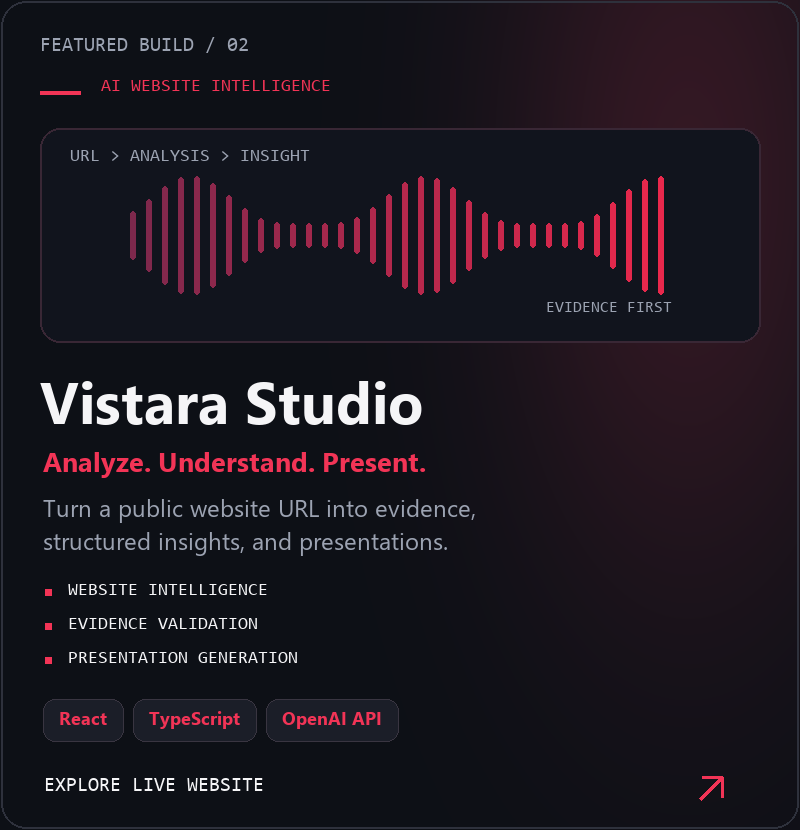 FEATURED BUILD / 02
AI WEBSITE INTELLIGENCE
URL > ANALYSIS > INSIGHT
EVIDENCE FIRST
Vistara Studio
Analyze. Understand. Present.
Turn a public website URL into evidence,
structured insights, and presentations.
WEBSITE INTELLIGENCE
EVIDENCE VALIDATION
PRESENTATION GENERATION
React TypeScript OpenAI API
EXPLORE LIVE WEBSITE